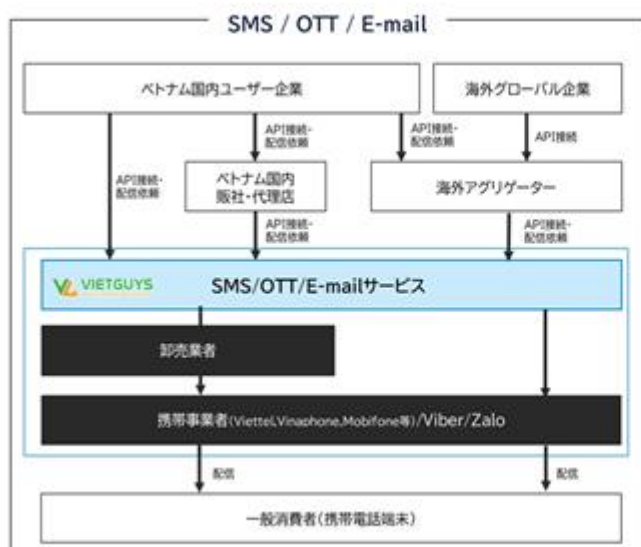 SMS / OTT / E-mail
ベトナム国内ユーザー企業
海外グローバル企業
API接続・
配信依頼
API接続・
配信依頼
API接続
API接続・
配信依頼
ベトナム国内
販社・代理店
海外アグリゲーター
API接続・
配信依頼
API接続・
配信依頼
VIETGUYS
SMS/OTT/E-mailサービス
卸売業者
携帯事業者(Viettel,Vinaphone,Mobifone等)/Viber/Zalo
配信
配信
一般消費者(携帯電話端末)